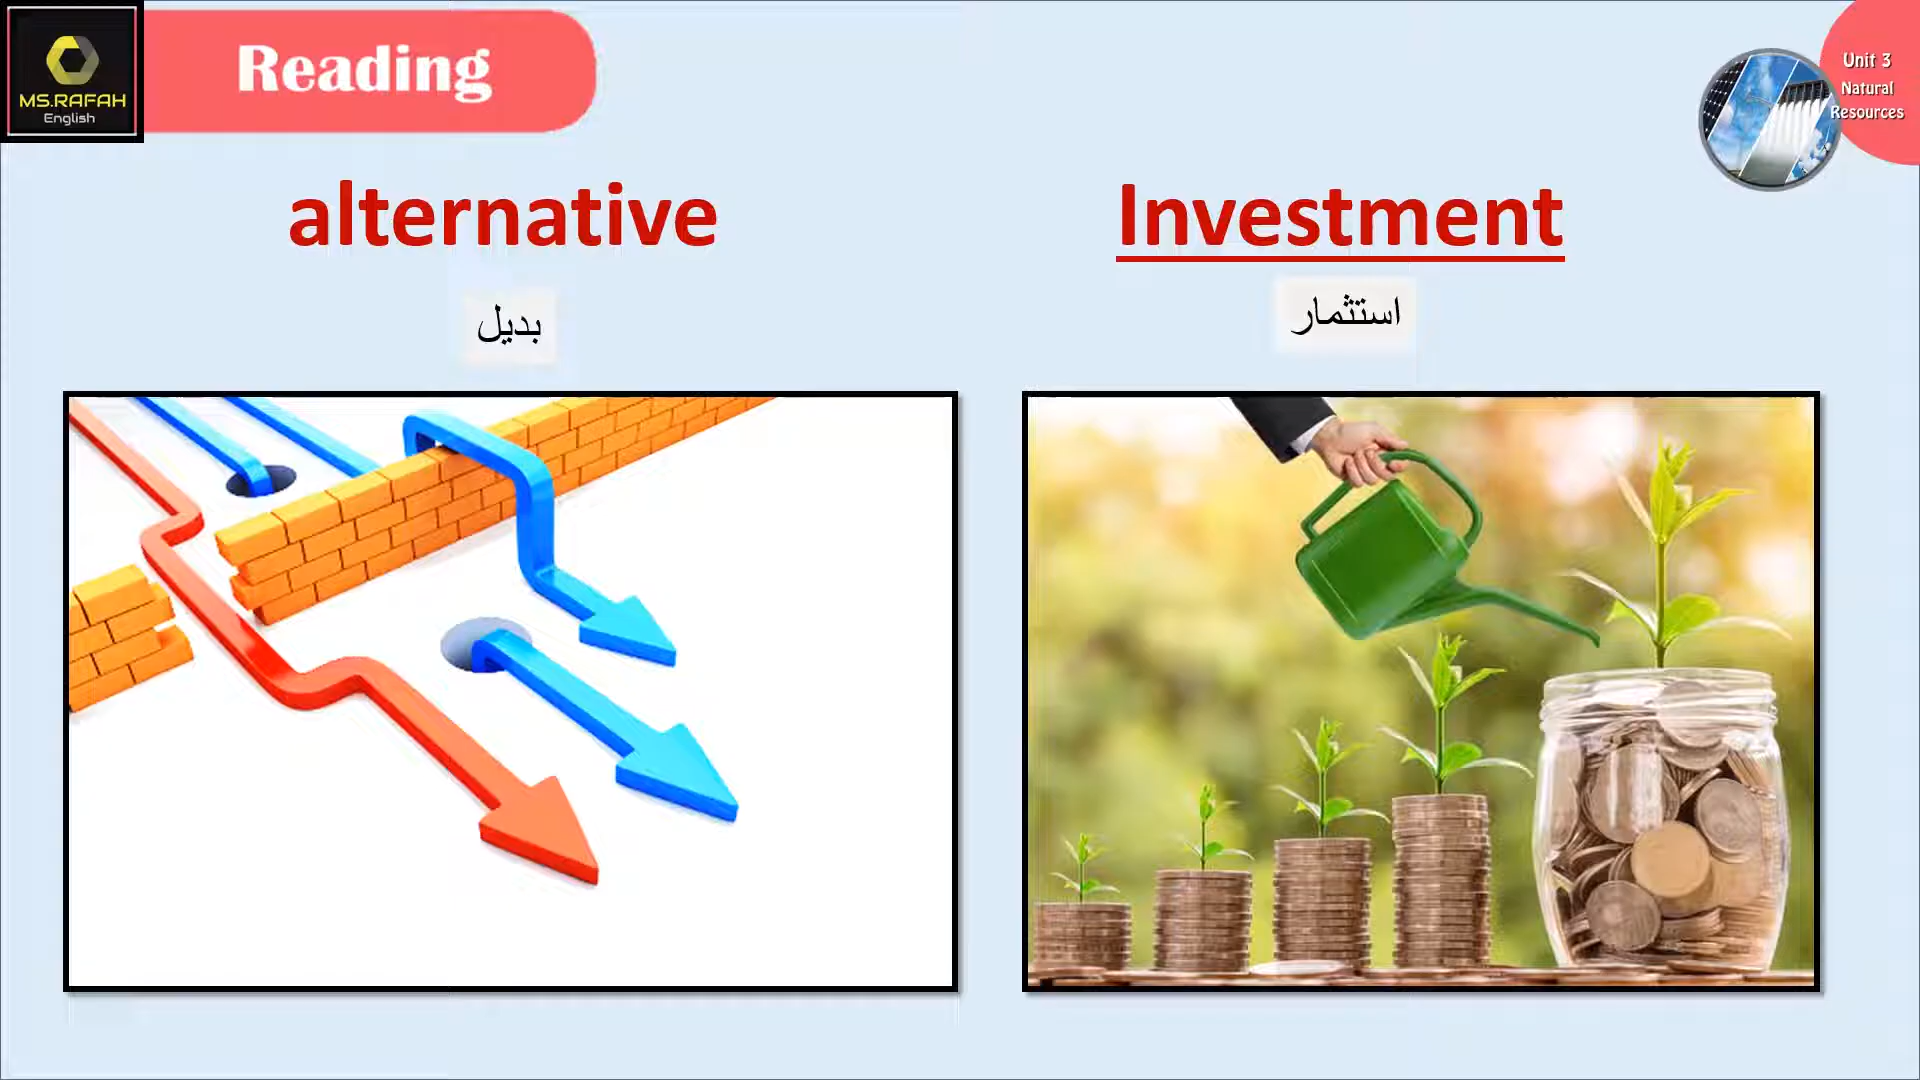 MS.RAFAH
English
Reading
Unit 3
Natural
Resources
alternative
بديل
Investment
استثمار